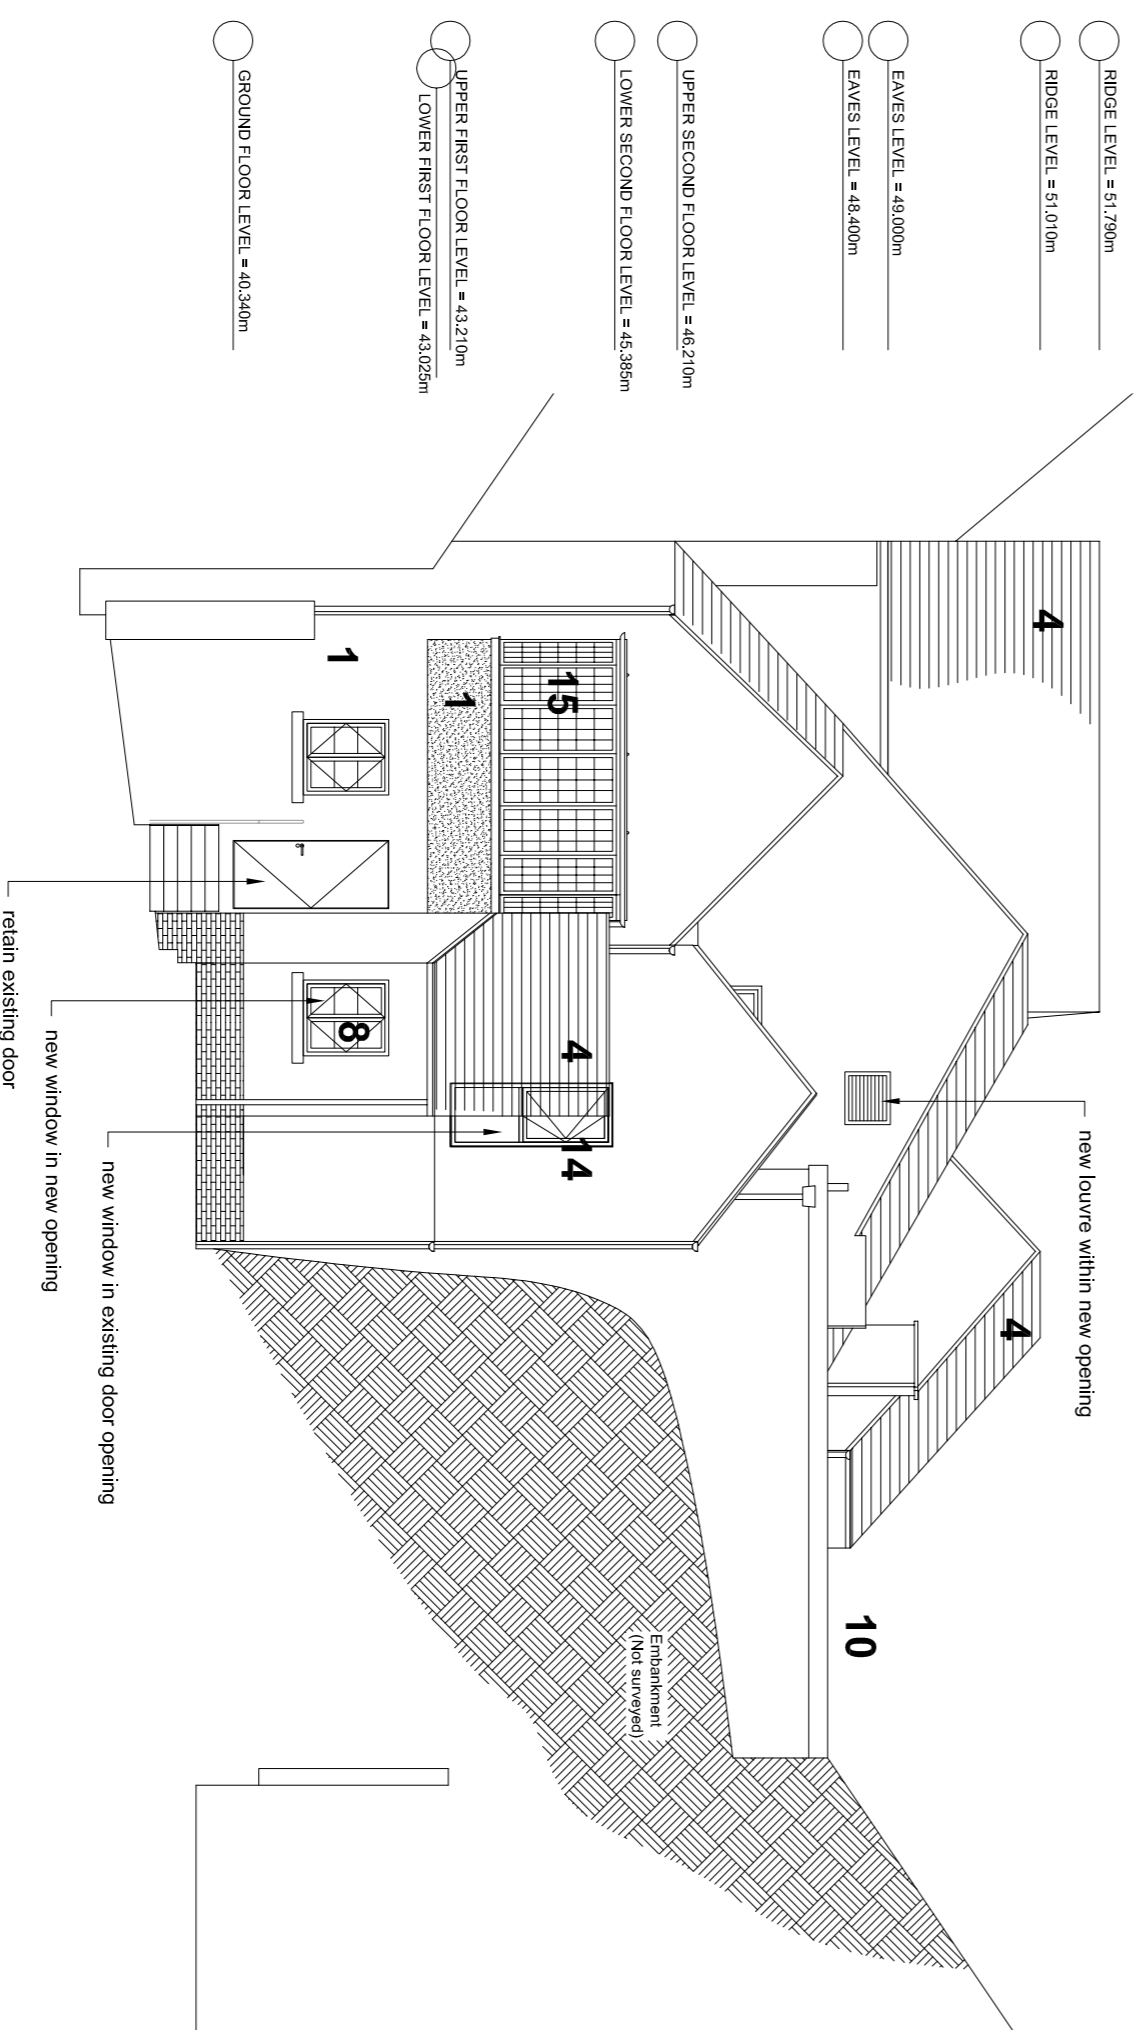 RIDGE LEVEL = 51.790m
RIDGE LEVEL = 51.010m
EAVES LEVEL = 49.000m
EAVES LEVEL = 48.400m
UPPER SECOND FLOOR LEVEL = 46.210m
LOWER SECOND FLOOR LEVEL = 45.385m
UPPER FIRST FLOOR LEVEL = 43.210m
LOWER FIRST FLOOR LEVEL = 43.025m
GROUND FLOOR LEVEL = 40.340m
4
1
1
15
8
4
14
4
10
new louvre within new opening
Embankment
(Not surveyed)
new window in existing door opening
new window in new opening
retain existing door